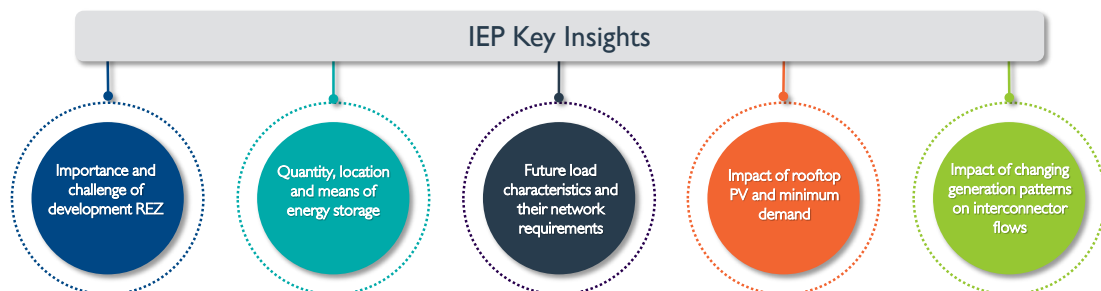 IEP Key Insights
Importance and
challenge of
development REZ
Quantity, location
and means of
energy storage
Future load
characteristics and
their network
requirements
Impact of rooftop
PV and minimum
demand
Impact of changing
generation patterns
on interconnector
flows